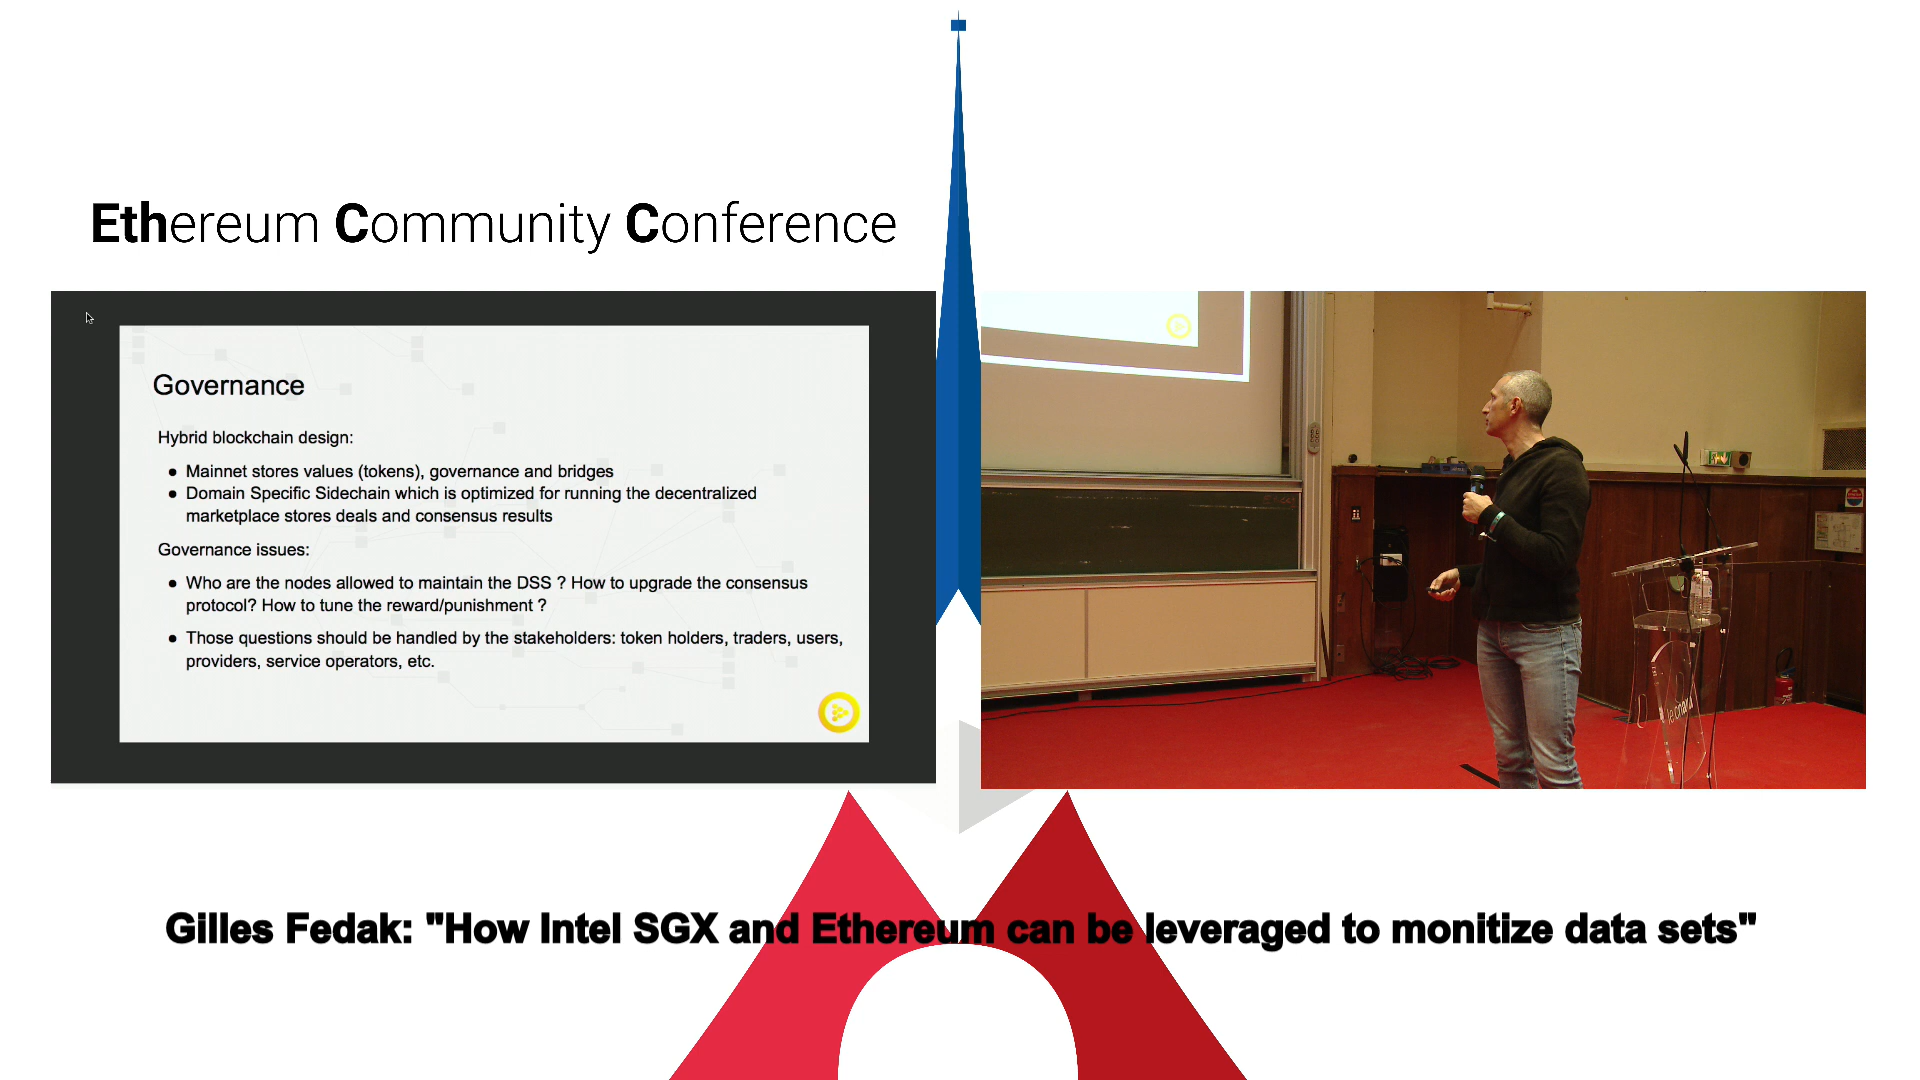 Ethereum Community Conference
Governance
Hybrid blockchain design:
● Mainnet stores values (tokens), governance and bridges
● Domain Specific Sidechain which is optimized for running the decentralized
marketplace stores deals and consensus results
Governance issues:
● Who are the nodes allowed to maintain the DSS ? How to upgrade the consensus
protocol? How to tune the reward/punishment ?
● Those questions should be handled by the stakeholders: token holders, traders, users,
providers, service operators, etc.
Gilles Fedak: "How Intel SGX and Ethereum can be leveraged to monitize data sets"